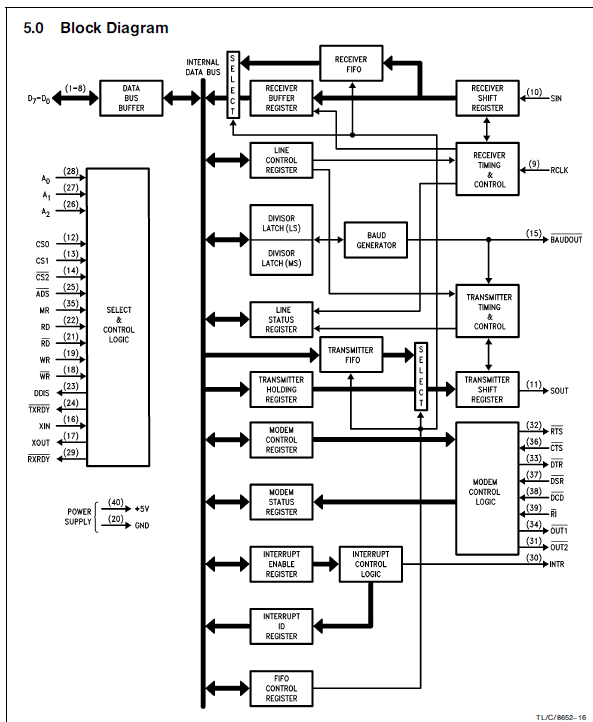 5.0 Block Diagram
INTERNAL
DATA BUS
SELECT
RECEIVER
FIFO
D7–D0
(1–8)
DATA
BUS
BUFFER
RECEIVER
BUFFER
REGISTER
RECEIVER
SHIFT
REGISTER
(10)
SIN
LINE
CONTROL
REGISTER
RECEIVER
TIMING
&
CONTROL
(9)
RCLK
A0
(28)
A1
(27)
A2
(26)
CS0
(12)
CS1
(13)
CS2
(14)
ADS
(25)
MR
(35)
RD
(22)
RD
(21)
WR
(19)
WR
(18)
DDIS
(23)
TXRDY
(24)
XIN
(16)
XOUT
(17)
RXRDY
(29)
SELECT
&
CONTROL
LOGIC
DIVISOR
LATCH (LS)
DIVISOR
LATCH (MS)
BAUD
GENERATOR
(15)
BAUDOUT
LINE
STATUS
REGISTER
TRANSMITTER
TIMING
&
CONTROL
TRANSMITTER
FIFO
SELECT
TRANSMITTER
HOLDING
REGISTER
TRANSMITTER
SHIFT
REGISTER
(11)
SOUT
MODEM
CONTROL
REGISTER
MODEM
STATUS
REGISTER
MODEM
CONTROL
LOGIC
(32)
RTS
(36)
CTS
(33)
DTR
(37)
DSR
(38)
DCD
(39)
RI
(34)
OUT1
(31)
OUT2
(30)
INTR
POWER
SUPPLY
(40)
+5V
(20)
GND
INTERRUPT
ENABLE
REGISTER
INTERRUPT
CONTROL
LOGIC
INTERRUPT
ID
REGISTER
FIFO
CONTROL
REGISTER
TL/C/8652–16